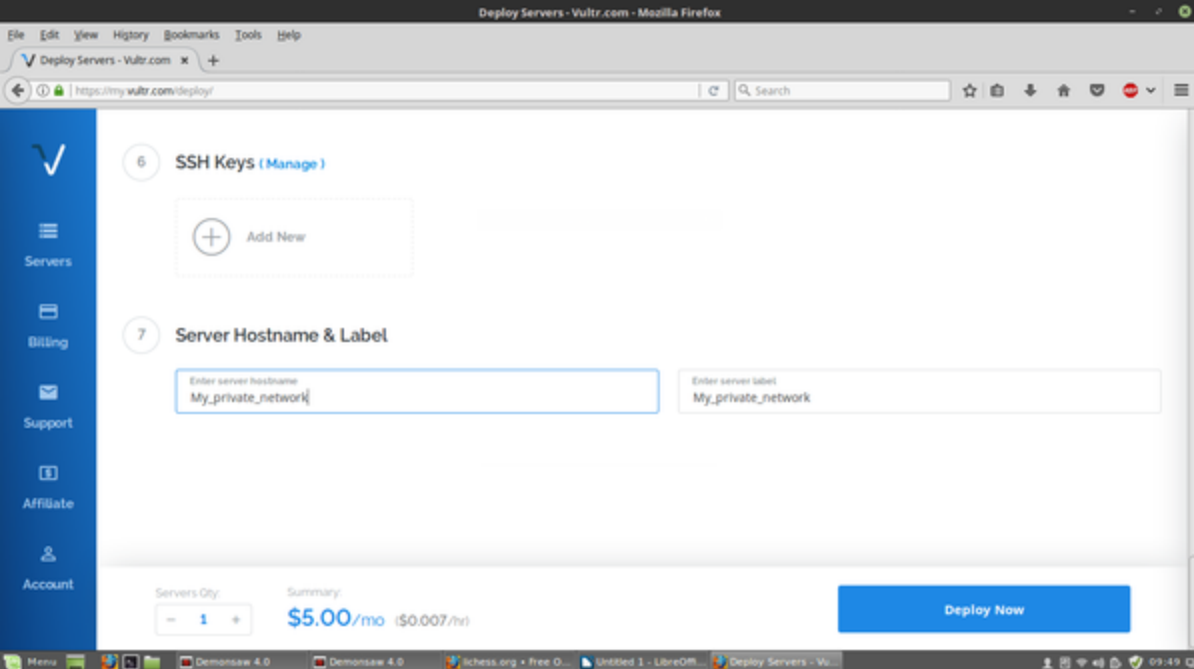 Deploy Servers - Vultr.com - Mozilla Firefox
File Edit View History Bookmarks Tools Help
Deploy Servers - Vultr.com
https://my.vultr.com/deploy/
Search
6 SSH Keys ( Manage )
Add New
Servers
7 Server Hostname & Label
Billing
Enter server hostname
My_private_network
Enter server label
My_private_network
Support
Affiliate
Account
Servers Qty:
1
Summary:
$5.00/mo ($0.007/hr)
Deploy Now
Menu Demonsaw 4.0 Demonsaw 4.0 lichess.org • Free O... Untitled 1 - LibreOffi... Deploy Servers - Vu... 09:49